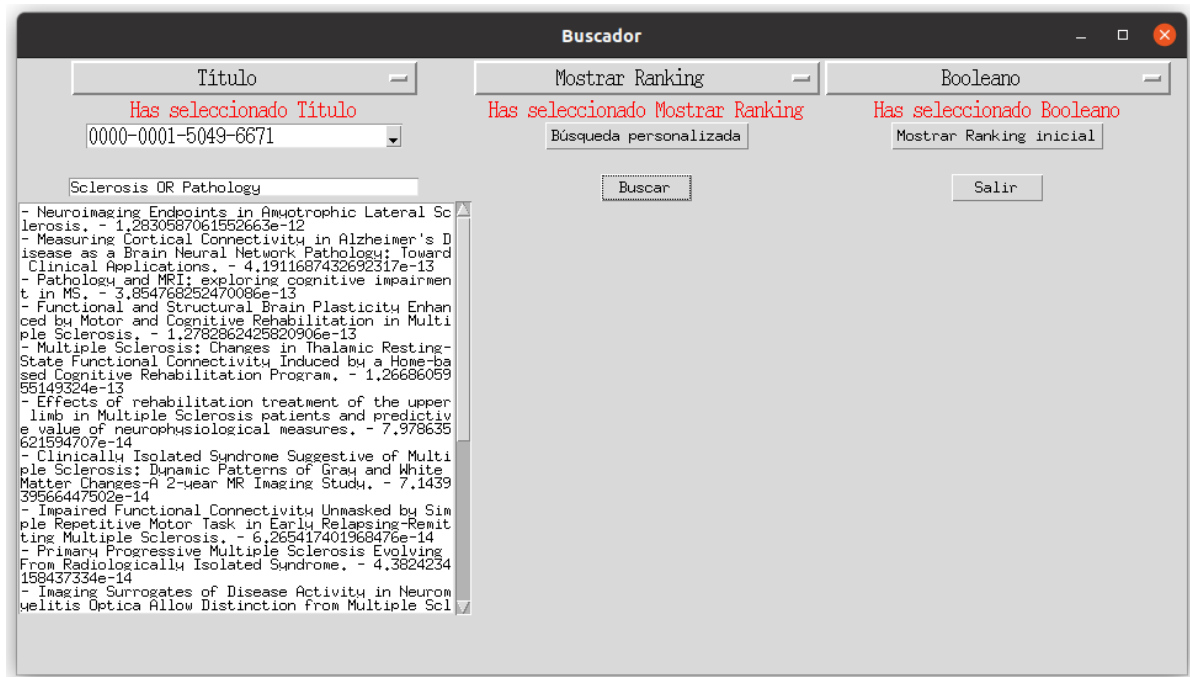 Buscador
Título
Mostrar Ranking
Booleano
Has seleccionado Título
Has seleccionado Mostrar Ranking
Has seleccionado Booleano
0000-0001-5049-6671
Búsqueda personalizada
Mostrar Ranking inicial
Sclerosis OR Pathology
Buscar
Salir
- Neuroimaging Endpoints in Amyotrophic Lateral Sc
lerosis. - 1.2830587061552663e-12
- Measuring Cortical Connectivity in Alzheimer's D
isease as a Brain Neural Network Pathology: Toward
 Clinical Applications. - 4.1911687432692317e-13
- Pathology and MRI: exploring cognitive impairmen
t in MS. - 3.854768252470086e-13
- Functional and Structural Brain Plasticity Enhan
ced by Motor and Cognitive Rehabilitation in Multi
ple Sclerosis. - 1.2782862425820906e-13
- Multiple Sclerosis: Changes in Thalamic Resting-
State Functional Connectivity Induced by a Home-ba
sed Cognitive Rehabilitation Program. - 1.26686059
55149324e-13
- Effects of rehabilitation treatment of the upper
 limb in Multiple Sclerosis patients and predictiv
e value of neurophysiological measures. - 7.978635
621594707e-14
- Clinically Isolated Syndrome Suggestive of Multi
ple Sclerosis: Dynamic Patterns of Gray and White
Matter Changes-A 2-year MR Imaging Study. - 7.1439
39566447502e-14
- Impaired Functional Connectivity Unmasked by Sim
ple Repetitive Motor Task in Early Relapsing-Remit
ting Multiple Sclerosis. - 6.265417401968476e-14
- Primary Progressive Multiple Sclerosis Evolving
From Radiologically Isolated Syndrome. - 4.3824234
158437334e-14
- Imaging Surrogates of Disease Activity in Neurom
yelitis Optica Allow Distinction from Multiple Scl